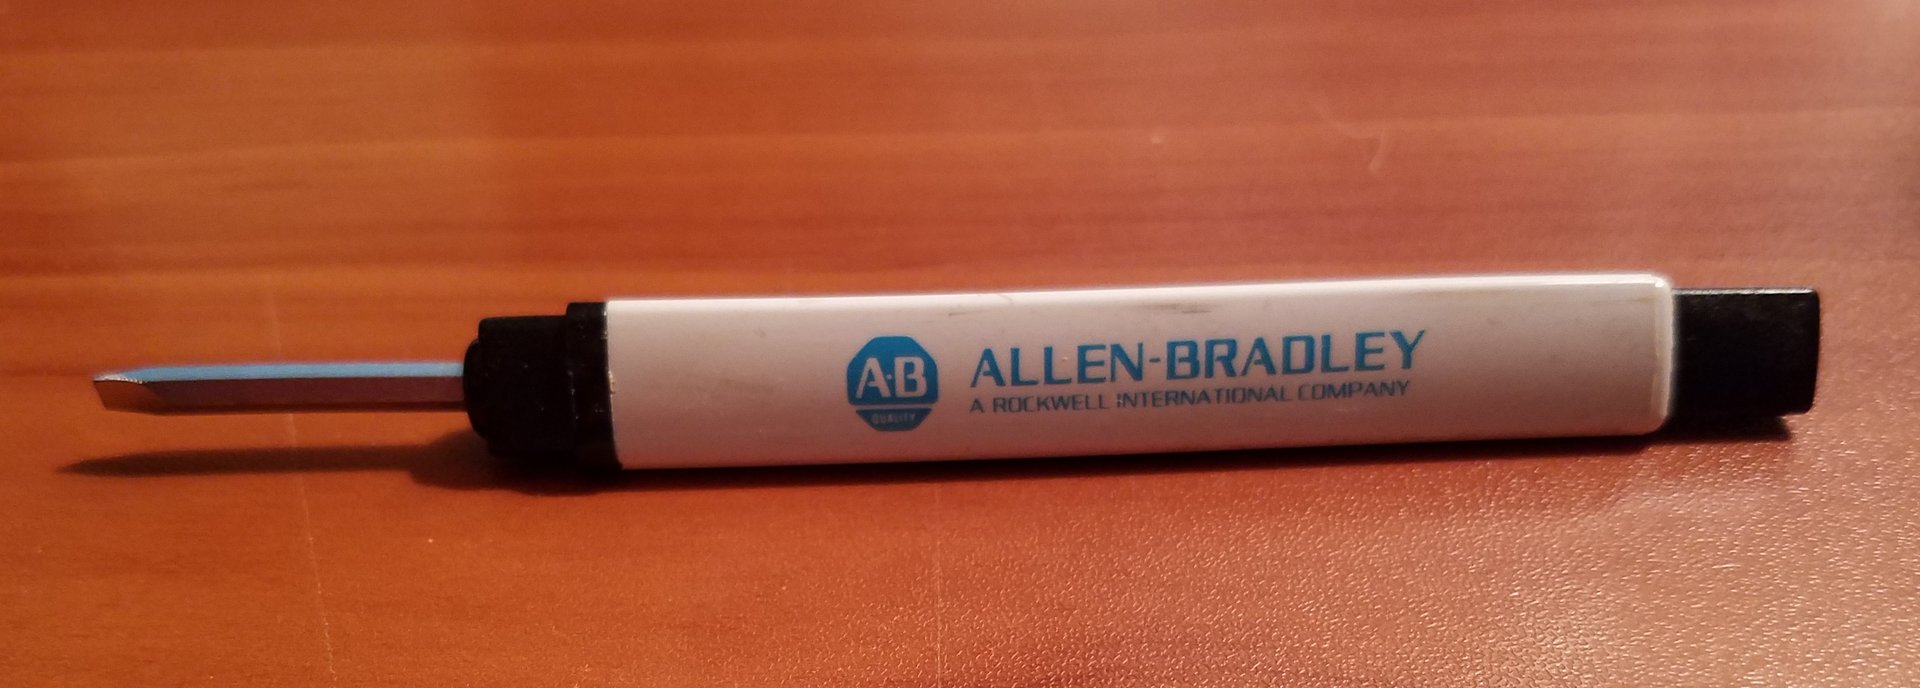 A·B
QUALITY
ALLEN-BRADLEY
A ROCKWELL INTERNATIONAL COMPANY